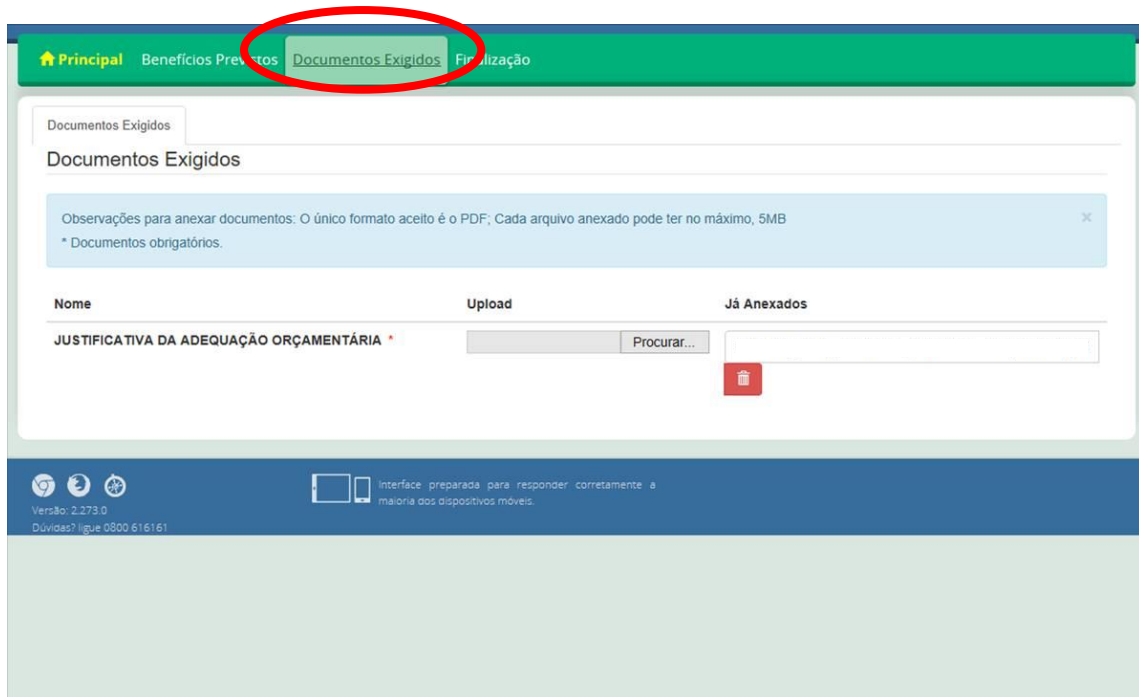 Principal Benefícios Previstos Documentos Exigidos Finalização
Documentos Exigidos
Documentos Exigidos
Observações para anexar documentos: O único formato aceito é o PDF; Cada arquivo anexado pode ter no máximo, 5MB
* Documentos obrigatórios.
Nome Upload Já Anexados
JUSTIFICATIVA DA ADEQUAÇÃO ORÇAMENTÁRIA * Procurar...
Interface preparada para responder corretamente a
maioria dos dispositivos móveis.
Versão: 2.273.0
Dúvidas? ligue 0800 616161